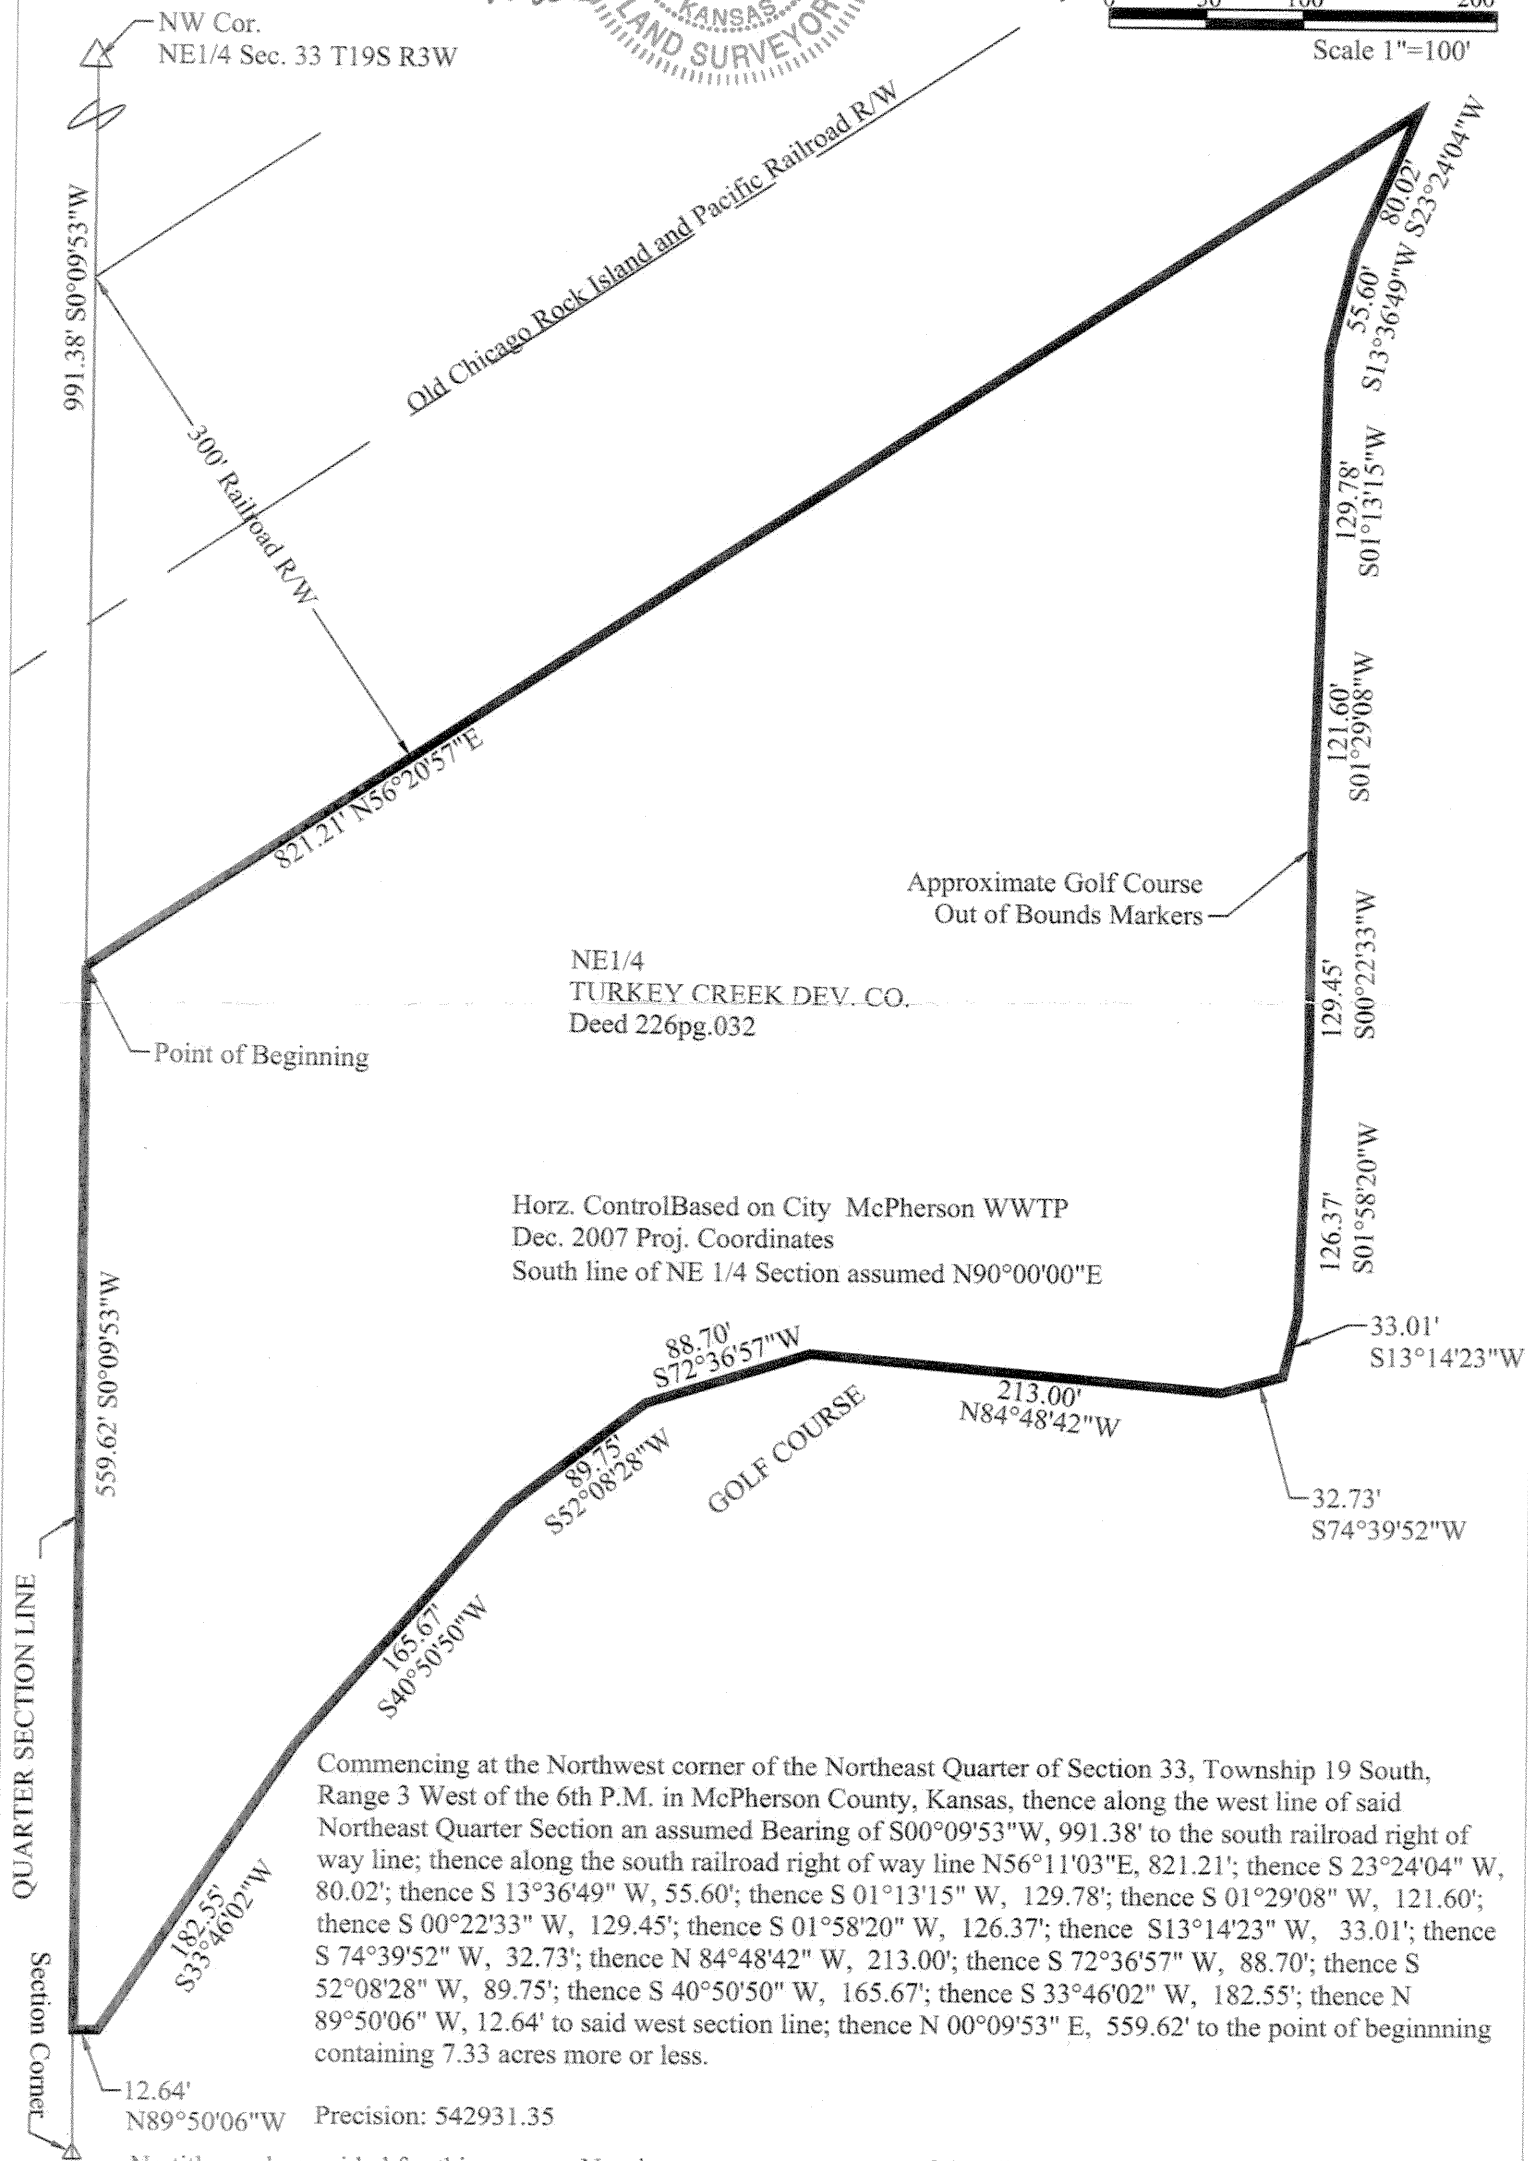 KANSAS
LAND SURVEYOR
0 50 100 200
Scale 1"=100'
NW Cor.
NE1/4 Sec. 33 T19S R3W
991.38' S0°09'53"W
Old Chicago Rock Island and Pacific Railroad R/W
300' Railroad R/W
80.02'
S23°24'04"W
55.60'
S13°36'49"W
129.78'
S01°13'15"W
121.60'
S01°29'08"W
821.21' N56°20'57"E
Approximate Golf Course
Out of Bounds Markers
129.45'
S00°22'33"W
NE1/4
TURKEY CREEK DEV. CO.
Deed 226pg.032
Point of Beginning
126.37'
S01°58'20"W
Horz. ControlBased on City McPherson WWTP
Dec. 2007 Proj. Coordinates
South line of NE 1/4 Section assumed N90°00'00"E
559.62' S0°09'53"W
33.01'
S13°14'23"W
88.70'
S72°36'57"W
213.00'
N84°48'42"W
89.75'
S52°08'28"W
GOLF COURSE
32.73'
S74°39'52"W
165.67'
S40°50'50"W
QUARTER SECTION LINE
182.55'
S33°46'02"W
Commencing at the Northwest corner of the Northeast Quarter of Section 33, Township 19 South,
Range 3 West of the 6th P.M. in McPherson County, Kansas, thence along the west line of said
Northeast Quarter Section an assumed Bearing of S00°09'53"W, 991.38' to the south railroad right of
way line; thence along the south railroad right of way line N56°11'03"E, 821.21'; thence S 23°24'04" W,
80.02'; thence S 13°36'49" W, 55.60'; thence S 01°13'15" W, 129.78'; thence S 01°29'08" W, 121.60';
thence S 00°22'33" W, 129.45'; thence S 01°58'20" W, 126.37'; thence S13°14'23" W, 33.01'; thence
S 74°39'52" W, 32.73'; thence N 84°48'42" W, 213.00'; thence S 72°36'57" W, 88.70'; thence S
52°08'28" W, 89.75'; thence S 40°50'50" W, 165.67'; thence S 33°46'02" W, 182.55'; thence N
89°50'06" W, 12.64' to said west section line; thence N 00°09'53" E, 559.62' to the point of beginnning
containing 7.33 acres more or less.
Section Corner
12.64'
N89°50'06"W
Precision: 542931.35